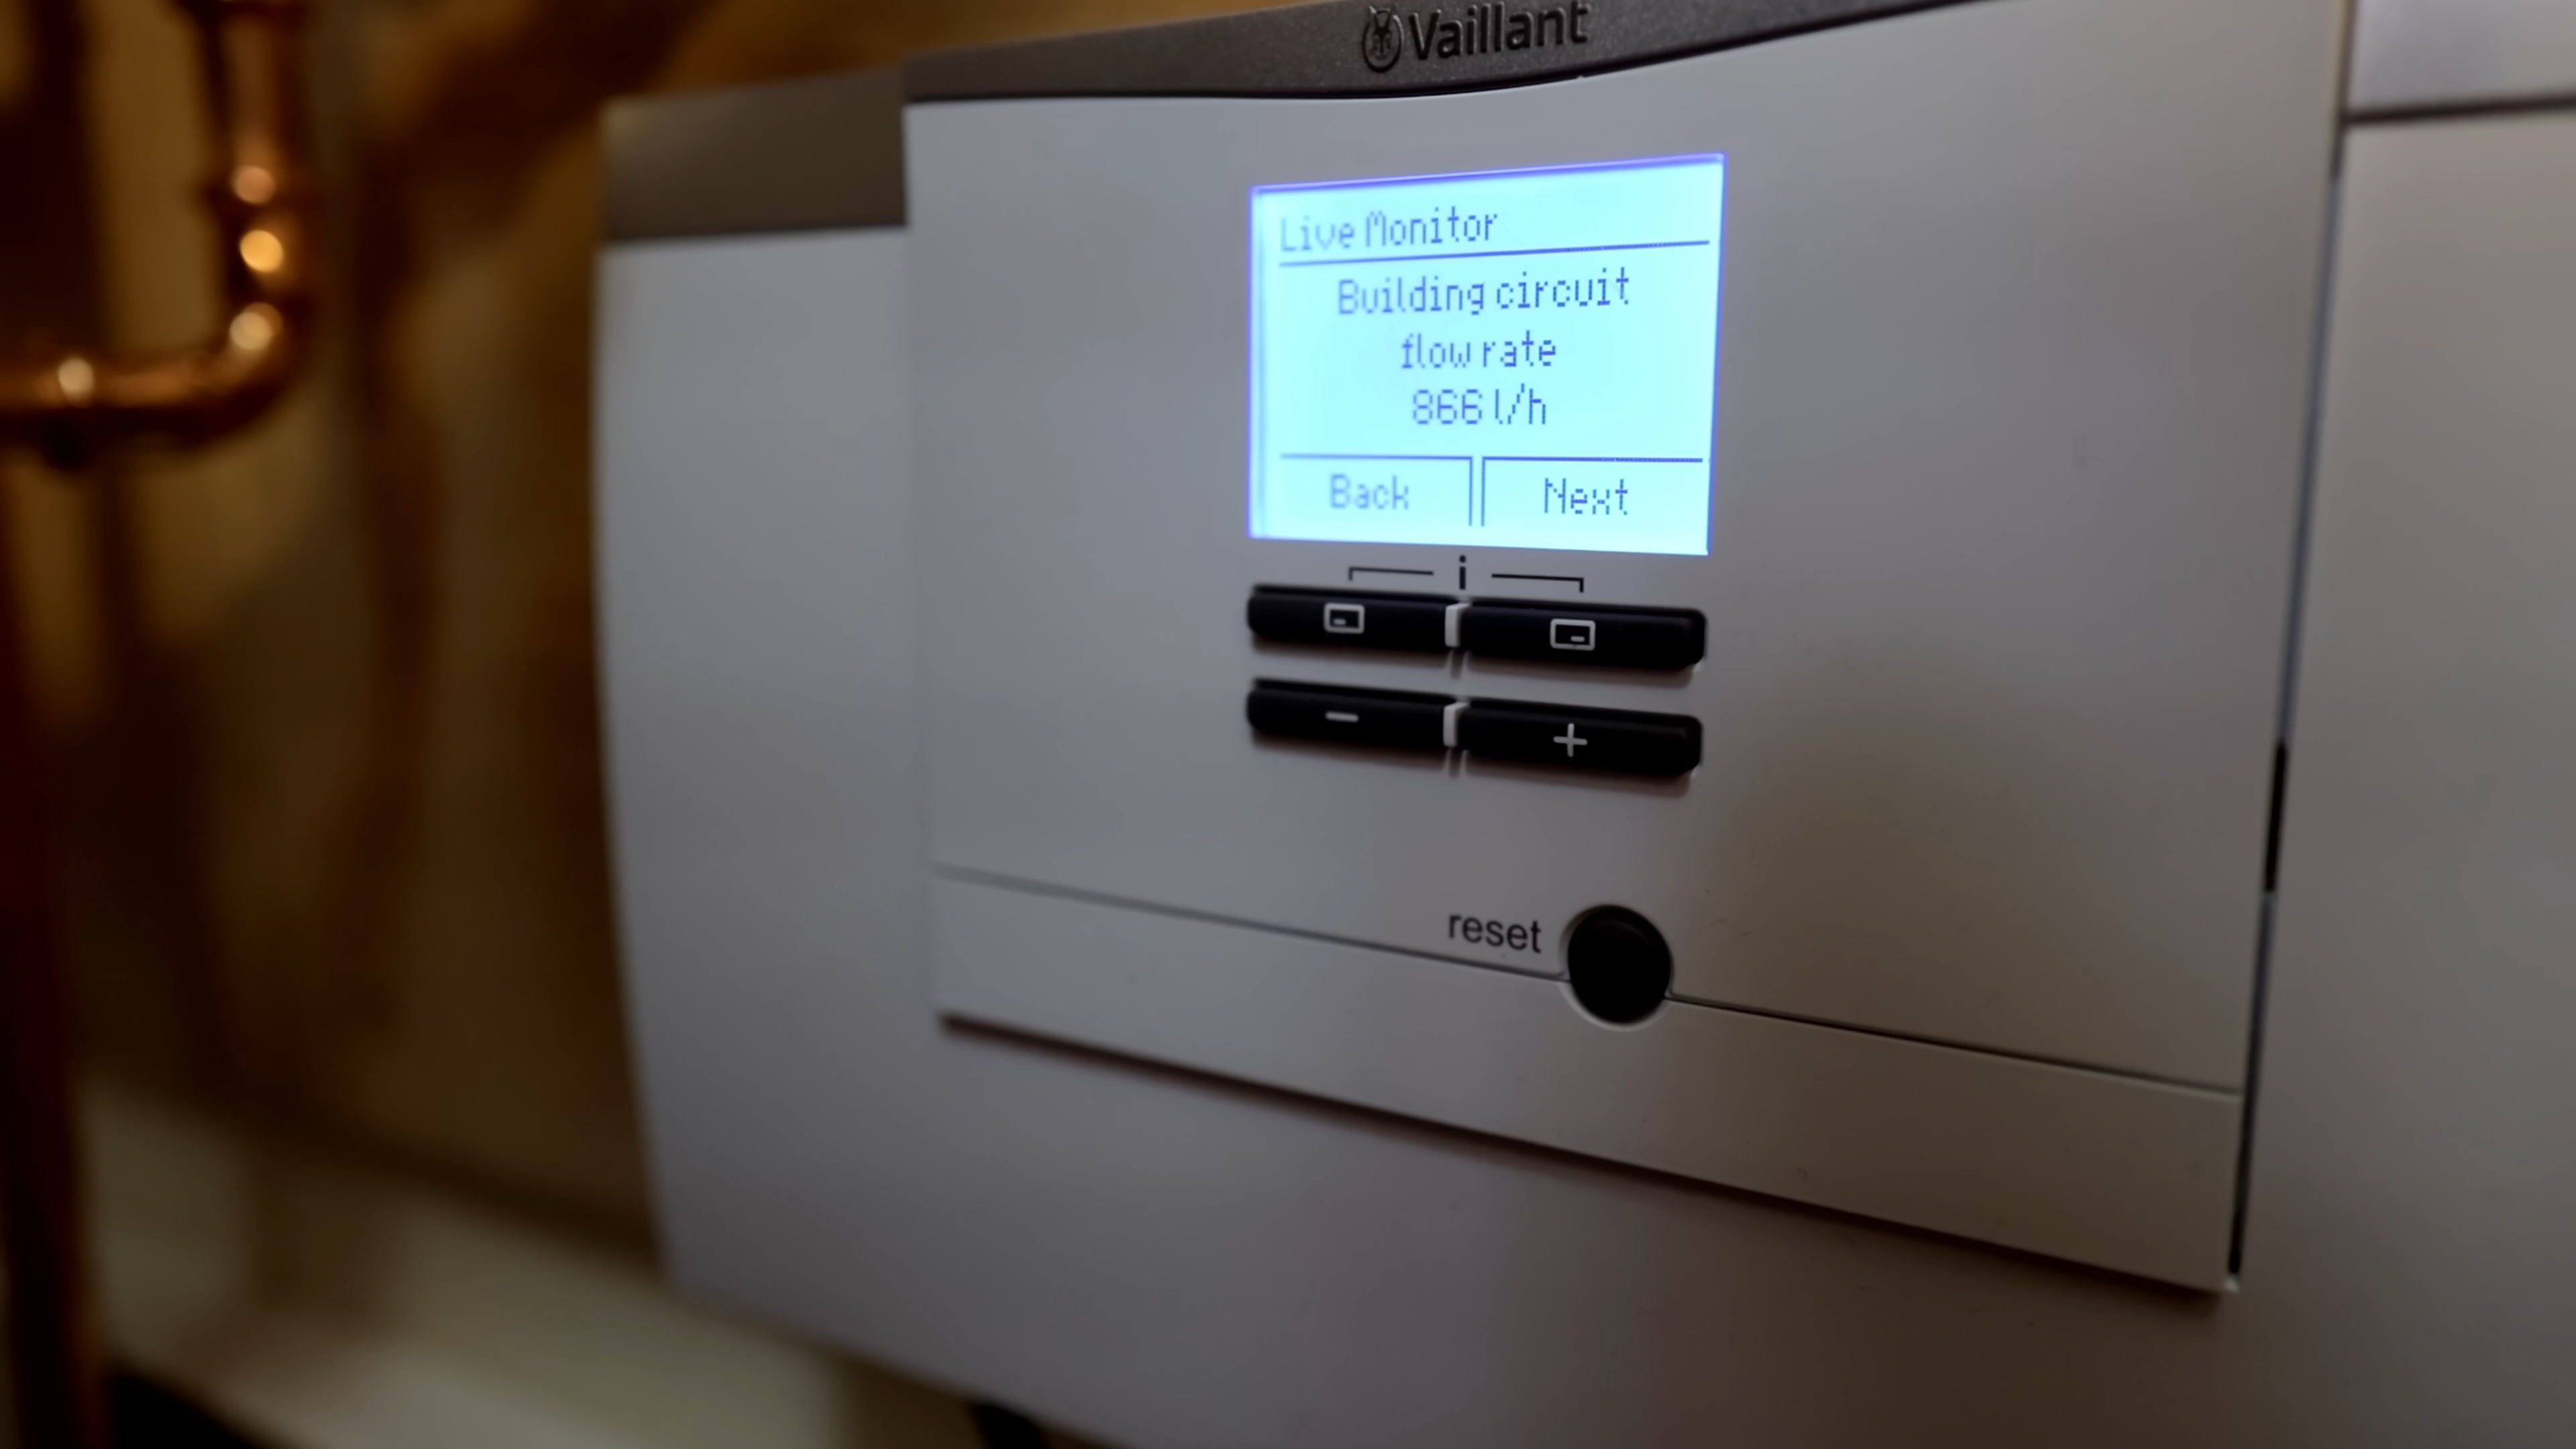 Vaillant
Live Monitor
Building circuit
flow rate
866 l/h
Back Next
i
- +
reset